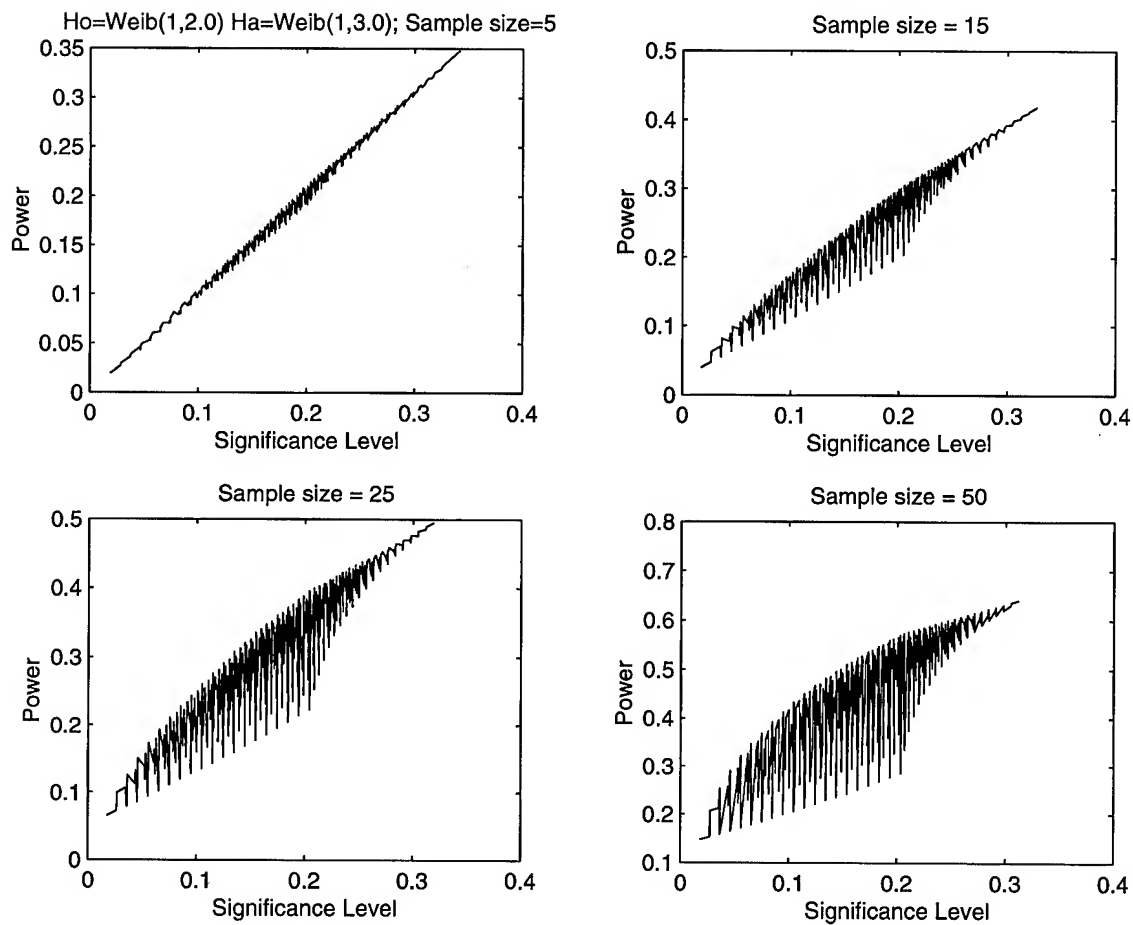 Ho=Weib(1,2.0) Ha=Weib(1,3.0); Sample size=5
0.35
0.3
0.25
0.2
0.15
0.1
0.05
0
Power
0 0.1 0.2 0.3 0.4
Significance Level
Sample size = 15
0.5
0.4
0.3
0.2
0.1
0
Power
0 0.1 0.2 0.3 0.4
Significance Level
Sample size = 25
0.5
0.4
0.3
0.2
0.1
0
Power
0 0.1 0.2 0.3 0.4
Significance Level
Sample size = 50
0.8
0.7
0.6
0.5
0.4
0.3
0.2
0.1
Power
0 0.1 0.2 0.3 0.4
Significance Level